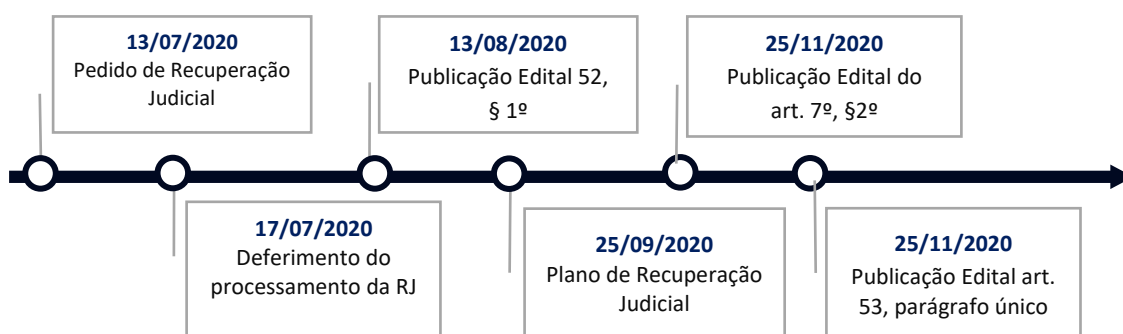 13/07/2020
Pedido de Recuperação
Judicial
13/08/2020
Publicação Edital 52,
§ 1º
25/11/2020
Publicação Edital do
art. 7º, §2º
17/07/2020
Deferimento do
processamento da RJ
25/09/2020
Plano de Recuperação
Judicial
25/11/2020
Publicação Edital art.
53, parágrafo único